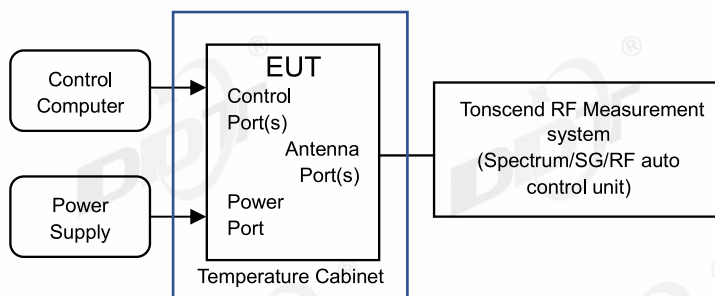 Control
Computer
Power
Supply
EUT
Control
Port(s)
Antenna
Port(s)
Power
Port
Temperature Cabinet
Tonscend RF Measurement
system
(Spectrum/SG/RF auto
control unit)